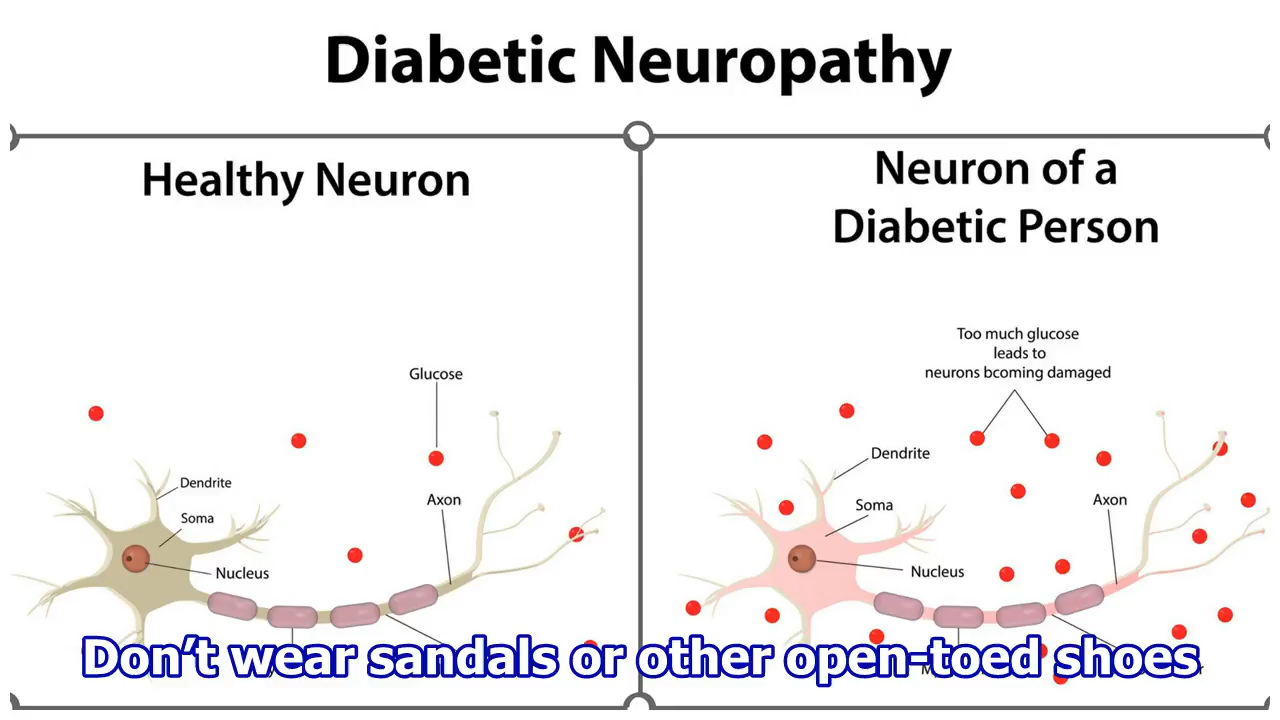 Diabetic Neuropathy
Healthy Neuron
Glucose
Dendrite
Soma
Axon
Nucleus
Neuron of a
Diabetic Person
Too much glucose
leads to
neurons bcoming damaged
Dendrite
Soma
Axon
Nucleus
Don't wear sandals or other open-toed shoes